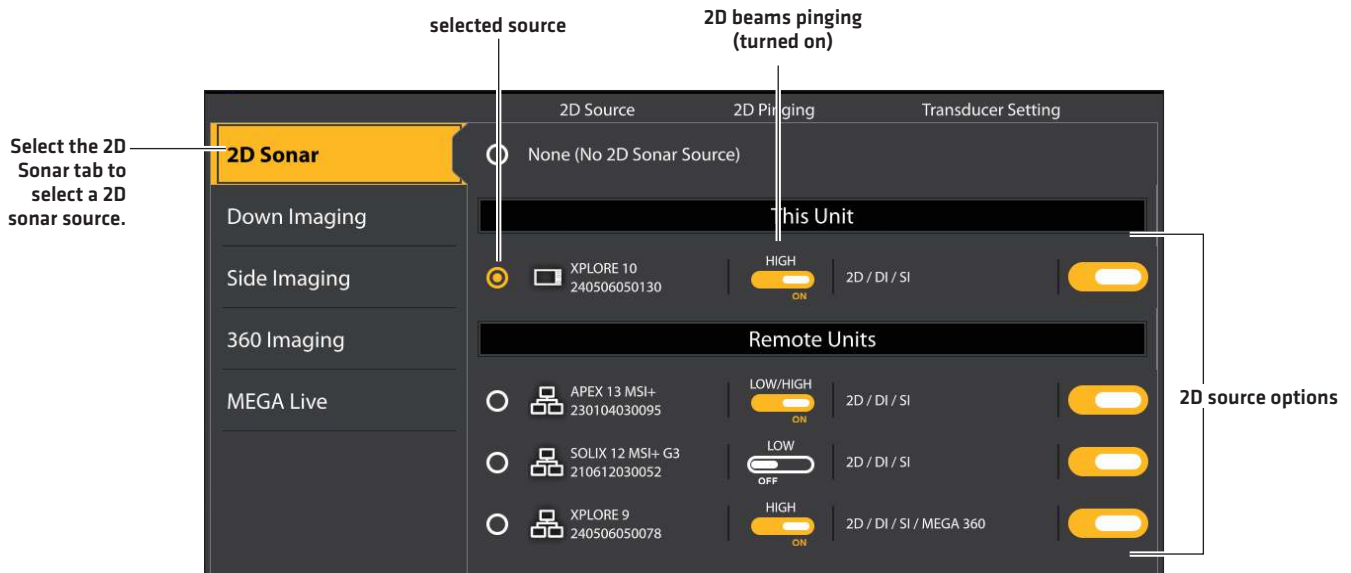 selected source
2D beams pinging
(turned on)
2D Source
2D Pinging
Transducer Setting
Select the 2D
Sonar tab to
select a 2D
sonar source.
2D Sonar
None (No 2D Sonar Source)
Down Imaging
This Unit
Side Imaging
XPLORE 10
240506050130
HIGH
ON
2D / DI / SI
360 Imaging
Remote Units
MEGA Live
APEX 13 MSI+
230104030095
LOW/HIGH
ON
2D / DI / SI
2D source options
SOLIX 12 MSI+ G3
210612030052
LOW
OFF
2D / DI / SI
XPLORE 9
240506050078
HIGH
ON
2D / DI / SI / MEGA 360